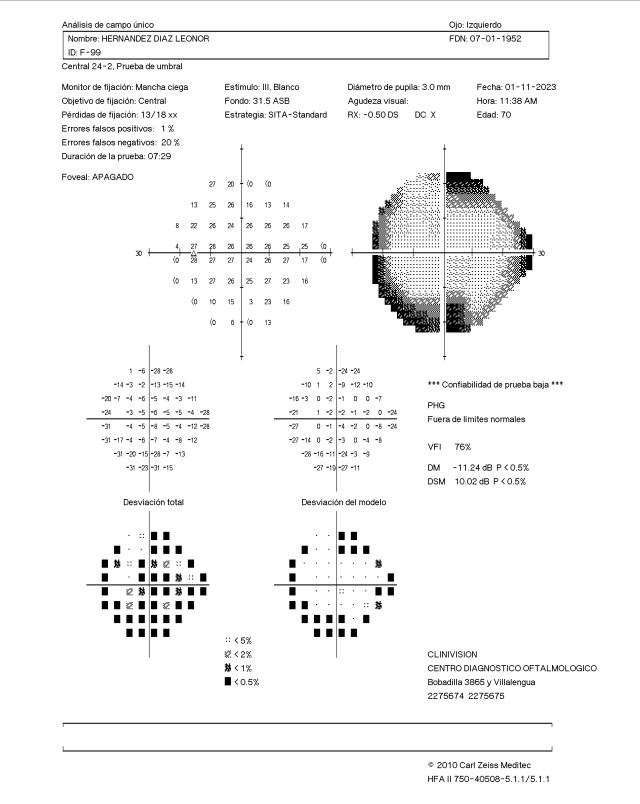 Análisis de campo único
Ojo: Izquierdo
Nombre: HERNANDEZ DIAZ LEONOR
FDN: 07-01-1952
ID: F-99
Central 24-2, Prueba de umbral
Monitor de fijación: Mancha ciega
Estimulo: III, Blanco
Diámetro de pupila: 3.0 mm
Fecha: 01-11-2023
Objetivo de fijación: Central
Fondo: 31.5 ASB
Agudeza visual:
Hora: 11:38 AM
Pérdidas de fijación: 13/18 xx
Estrategia: SITA-Standard
RX: -0.50 DS DC X
Edad: 70
Errores falsos positivos: 1 %
Errores falsos negativos: 20 %
Duración de la prueba: 07:29
Foveal: APAGADO
27 20 (0 (0
13 25 26 16 13 14
8 22 26 24 26 26 26 17
4 27 28 26 26 26 25 25 (0
30
30
(0 28 27 27 24 26 27 17 (0
(0 13 27 26 25 27 23 16
(0 10 15 3 23 16
(0 6 (0 13
1 -6 -28 -28
-14 -3 -2 -13 -15 -14
-20 -7 -4 -6 -5 -4 -3 -11
-24 -3 -5 -6 -5 -5 -4 -28
-31 -4 -5 -8 -5 -4 -12 -28
-31 -17 -4 -6 -7 -4 -8 -12
-31 -20 -15 -28 -7 -13
-31 -23 -31 -15
Desviación total
5 -2 -24 -24
-10 1 2 -9 -12 -10
-16 -3 0 -2 -1 0 0 -7
-21 1 -2 -2 -1 0 -24
-27 0 -1 -4 -2 0 -8 -24
-27 -14 0 -2 -3 0 -4 -8
-28 -16 -11 -24 -3 -9
-27 -19 -27 -11
Desviación del modelo
*** Confiabilidad de prueba baja ***
PHG
Fuera de límites normales
VFI 76%
DM -11.24 dB P < 0.5%
DSM 10.02 dB P < 0.5%
< 5%
< 2%
< 1%
< 0.5%
CLINIVISION
CENTRO DIAGNOSTICO OFTALMOLOGICO
Bobadilla 3865 y Villalengua
2275674 2275675
© 2010 Carl Zeiss Meditec
HFA II 750-40508-5.1.1/5.1.1